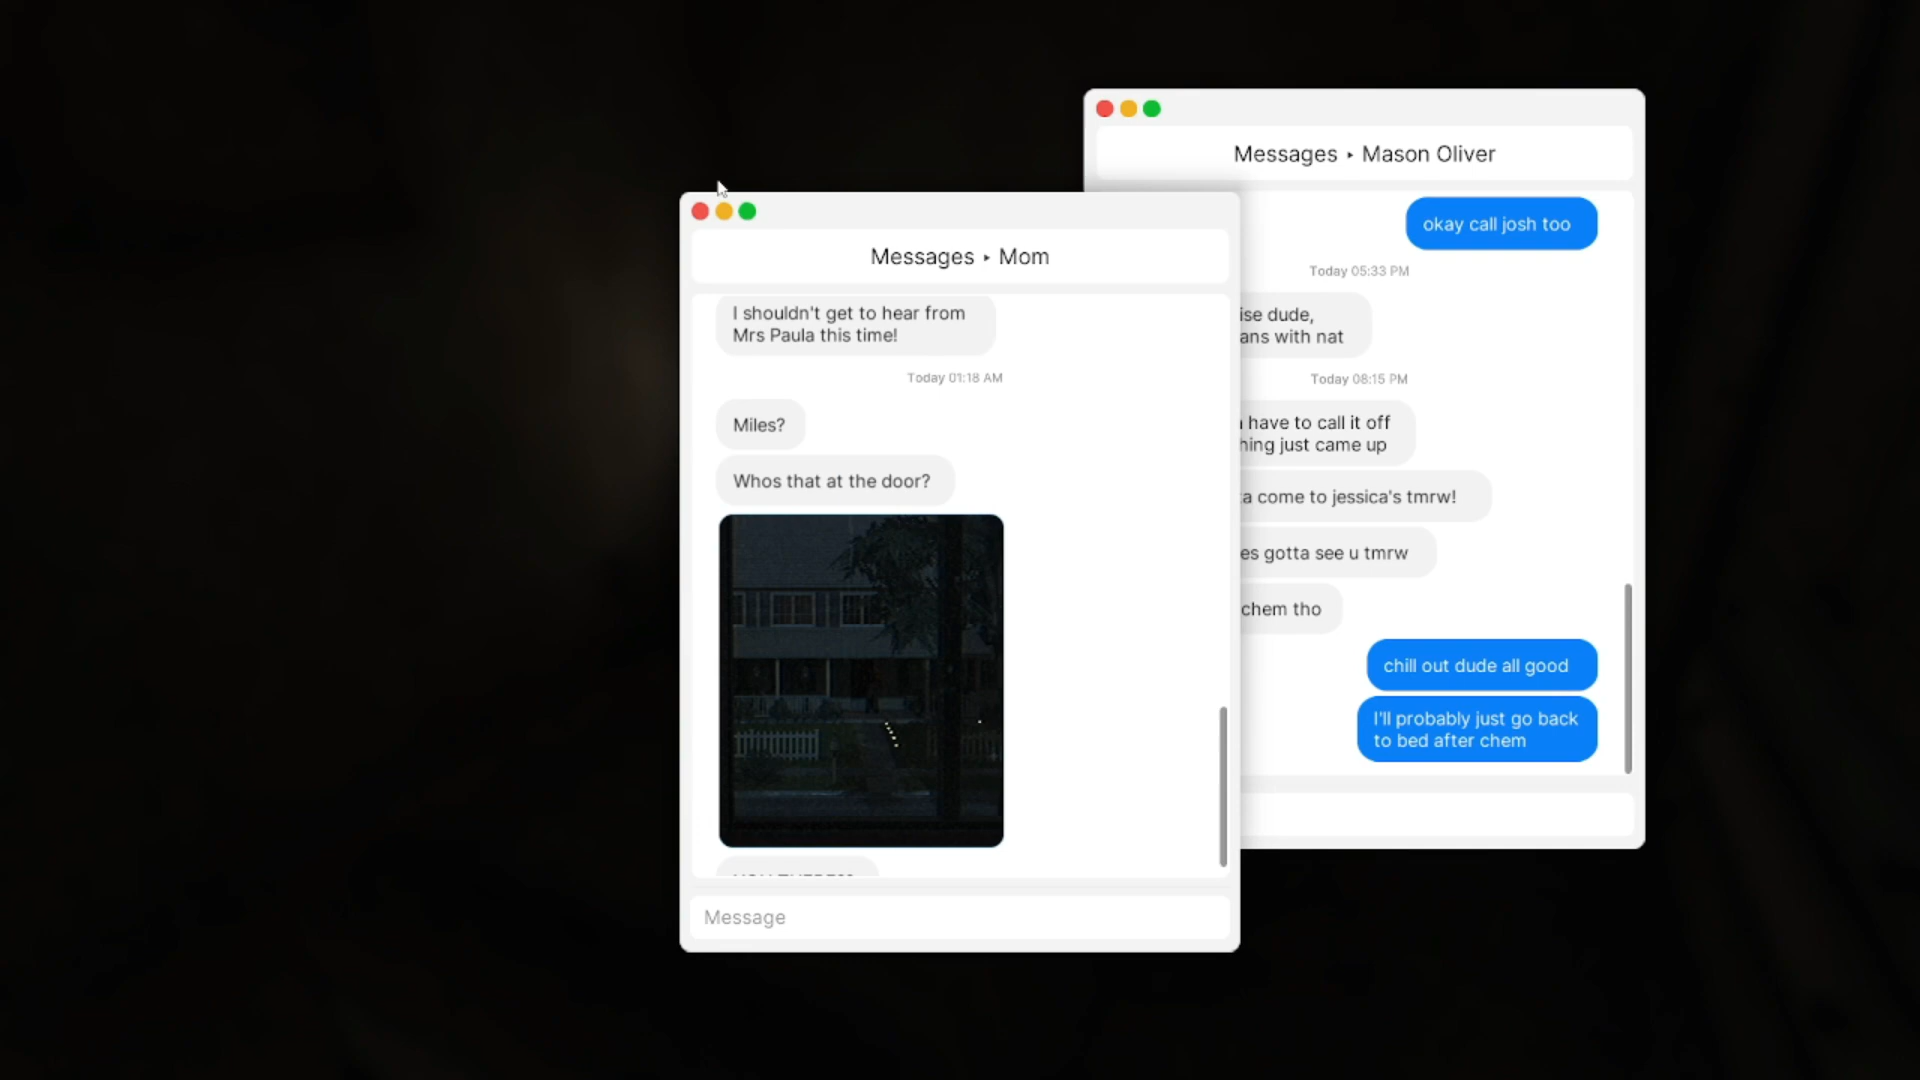 Messages ▸ Mason Oliver
okay call josh too
Today 05:33 PM
ise dude,
ans with nat
Today 08:15 PM
have to call it off
hing just came up
a come to jessica's tmrw!
es gotta see u tmrw
chem tho
chill out dude all good
I'll probably just go back
to bed after chem
Messages ▸ Mom
I shouldn't get to hear from
Mrs Paula this time!
Today 01:18 AM
Miles?
Whos that at the door?
Message